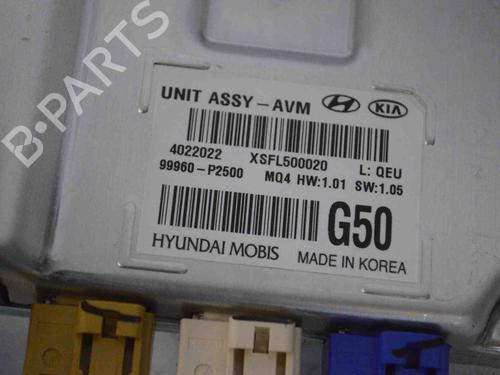 B-PARTS
UNIT ASSY-AVM HYUNDAI KIA
4022022 XSFL500020 L: QEU
99960-P2500 MQ4 HW:1.01 SW:1.05
G50
HYUNDAI MOBIS MADE IN KOREA